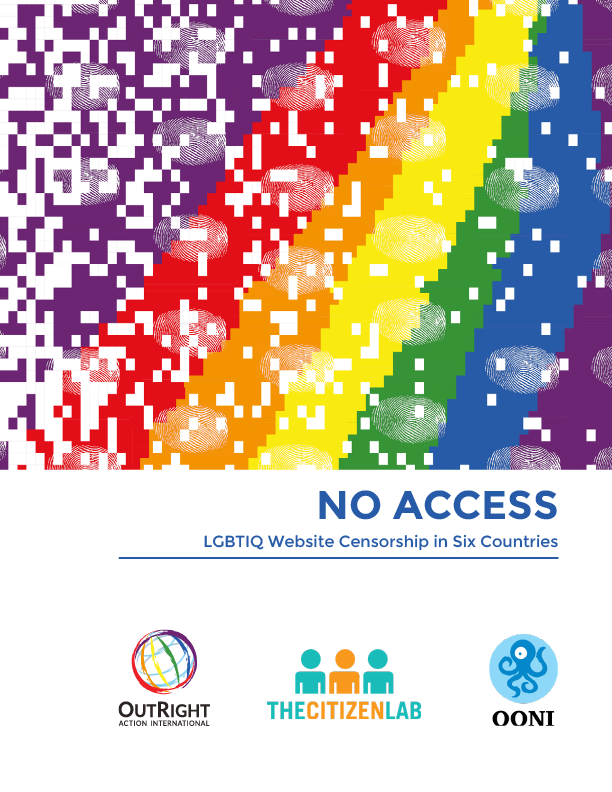 NO ACCESS
LGBTIQ Website Censorship in Six Countries
OUTRIGHT
ACTION INTERNATIONAL
THECITIZENLAB
OONI